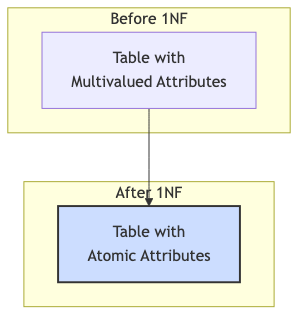 Before 1NF
Table with
Multivalued Attributes
After 1NF
Table with
Atomic Attributes